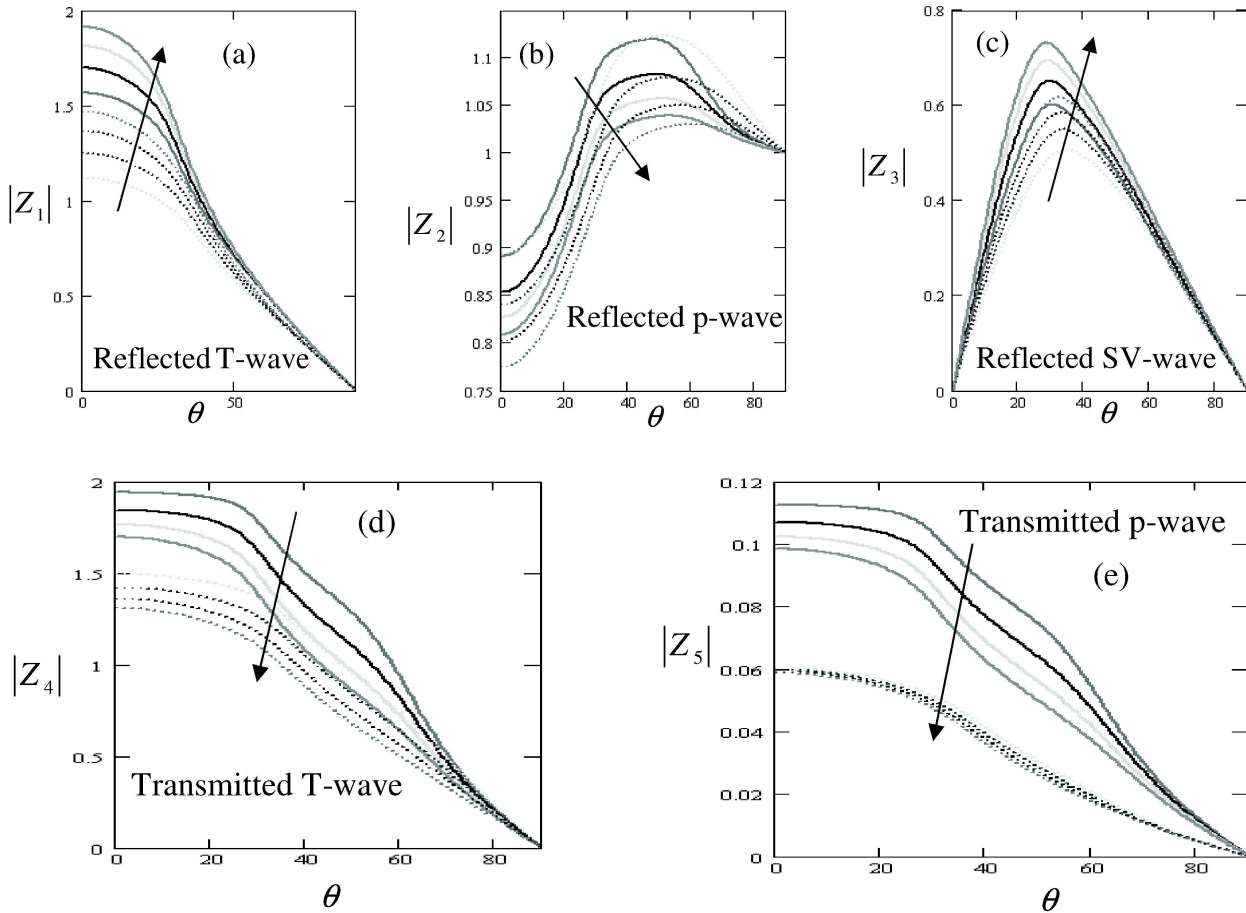 (a)
|Z₁|
2
1.5
1
0.5
0
0
50
θ
Reflected T-wave
(b)
|Z₂|
1.1
1.05
1
0.95
0.9
0.85
0.8
0.75
0
20
40
60
80
θ
Reflected p-wave
(c)
|Z₃|
0.8
0.6
0.4
0.2
0
0
20
40
60
80
θ
Reflected SV-wave
(d)
|Z₄|
2
1.5
1
0.5
0
0
20
40
60
80
θ
Transmitted T-wave
Transmitted p-wave
(e)
|Z₅|
0.12
0.1
0.08
0.06
0.04
0.02
0
0
20
40
60
80
θ